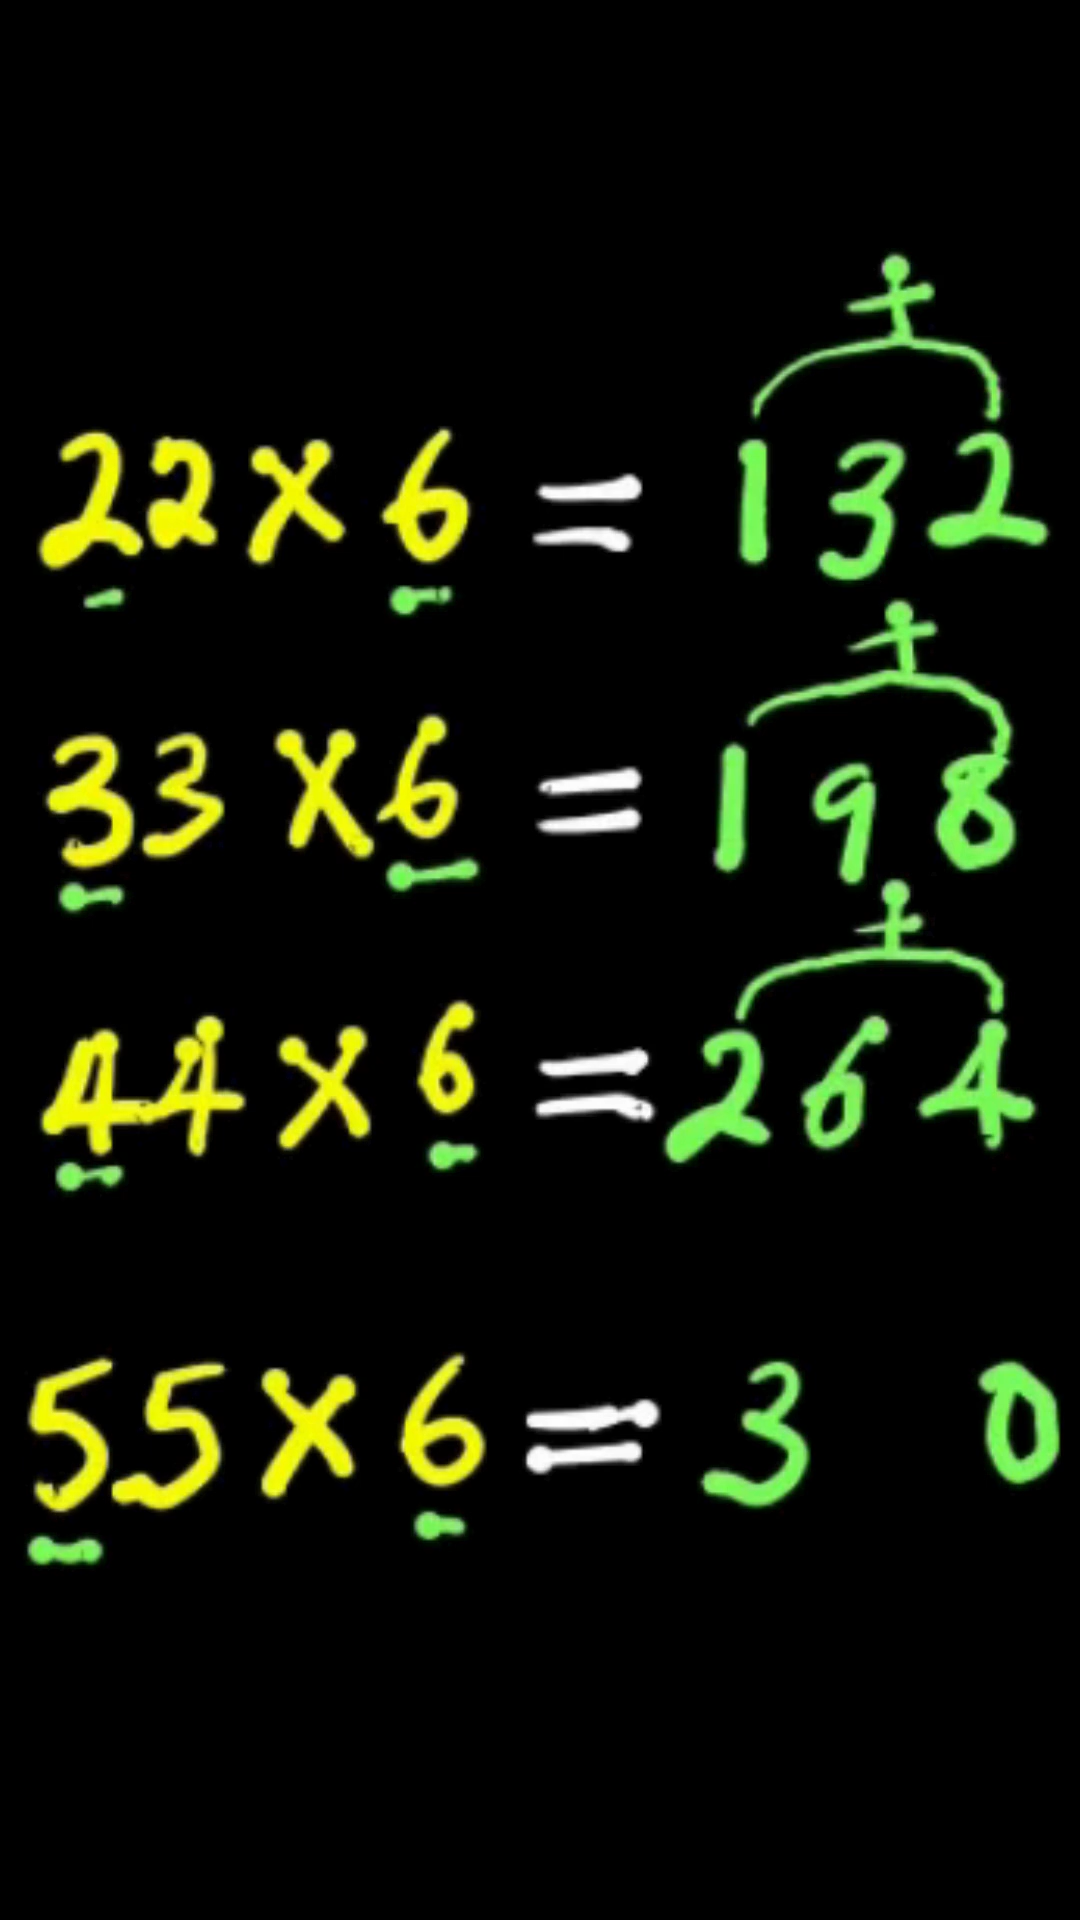 +
22 × 6 = 132
+
33 × 6 = 198
+
44 × 6 = 264
55 × 6 = 3 0